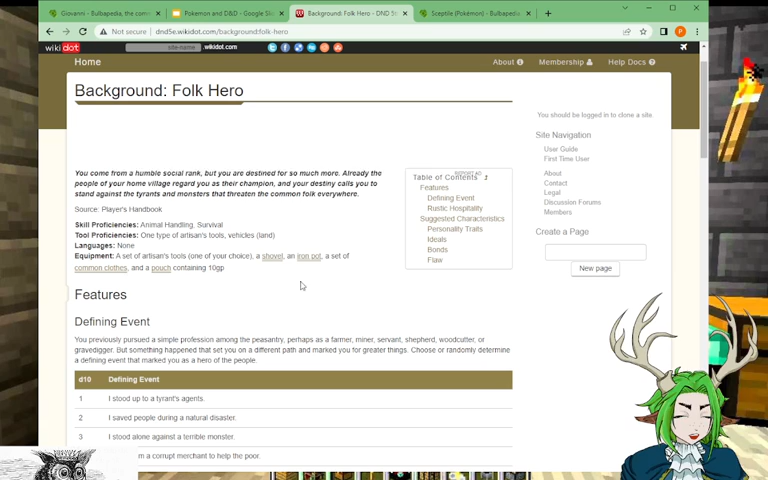 Giovanni - Bulbapedia, the comm
Pokemon and D&D - Google Sli
Background: Folk Hero - DND 5
Sceptile (Pokémon) - Bulbaped
Not secure | dnd5e.wikidot.com/background:folk-hero
wikidot
site-name
.wikidot.com
Home
About
Membership
Help Docs
Background: Folk Hero
You should be logged in to clone a site.
Site Navigation
User Guide
First Time User
About
Contact
Legal
Discussion Forums
Members
Create a Page
New page
You come from a humble social rank, but you are destined for so much more. Already the
people of your home village regard you as their champion, and your destiny calls you to
stand against the tyrants and monsters that threaten the common folk everywhere.
REPORT AD
Table of Contents
Features
Defining Event
Rustic Hospitality
Suggested Characteristics
Personality Traits
Ideals
Bonds
Flaw
Source: Player's Handbook
Skill Proficiencies: Animal Handling, Survival
Tool Proficiencies: One type of artisan's tools, vehicles (land)
Languages: None
Equipment: A set of artisan's tools (one of your choice), a shovel, an iron pot, a set of
common clothes, and a pouch containing 10gp
Features
Defining Event
You previously pursued a simple profession among the peasantry, perhaps as a farmer, miner, servant, shepherd, woodcutter, or
gravedigger. But something happened that set you on a different path and marked you for greater things. Choose or randomly determine
a defining event that marked you as a hero of the people.
d10 Defining Event
1 I stood up to a tyrant's agents.
2 I saved people during a natural disaster.
3 I stood alone against a terrible monster.
m a corrupt merchant to help the poor.